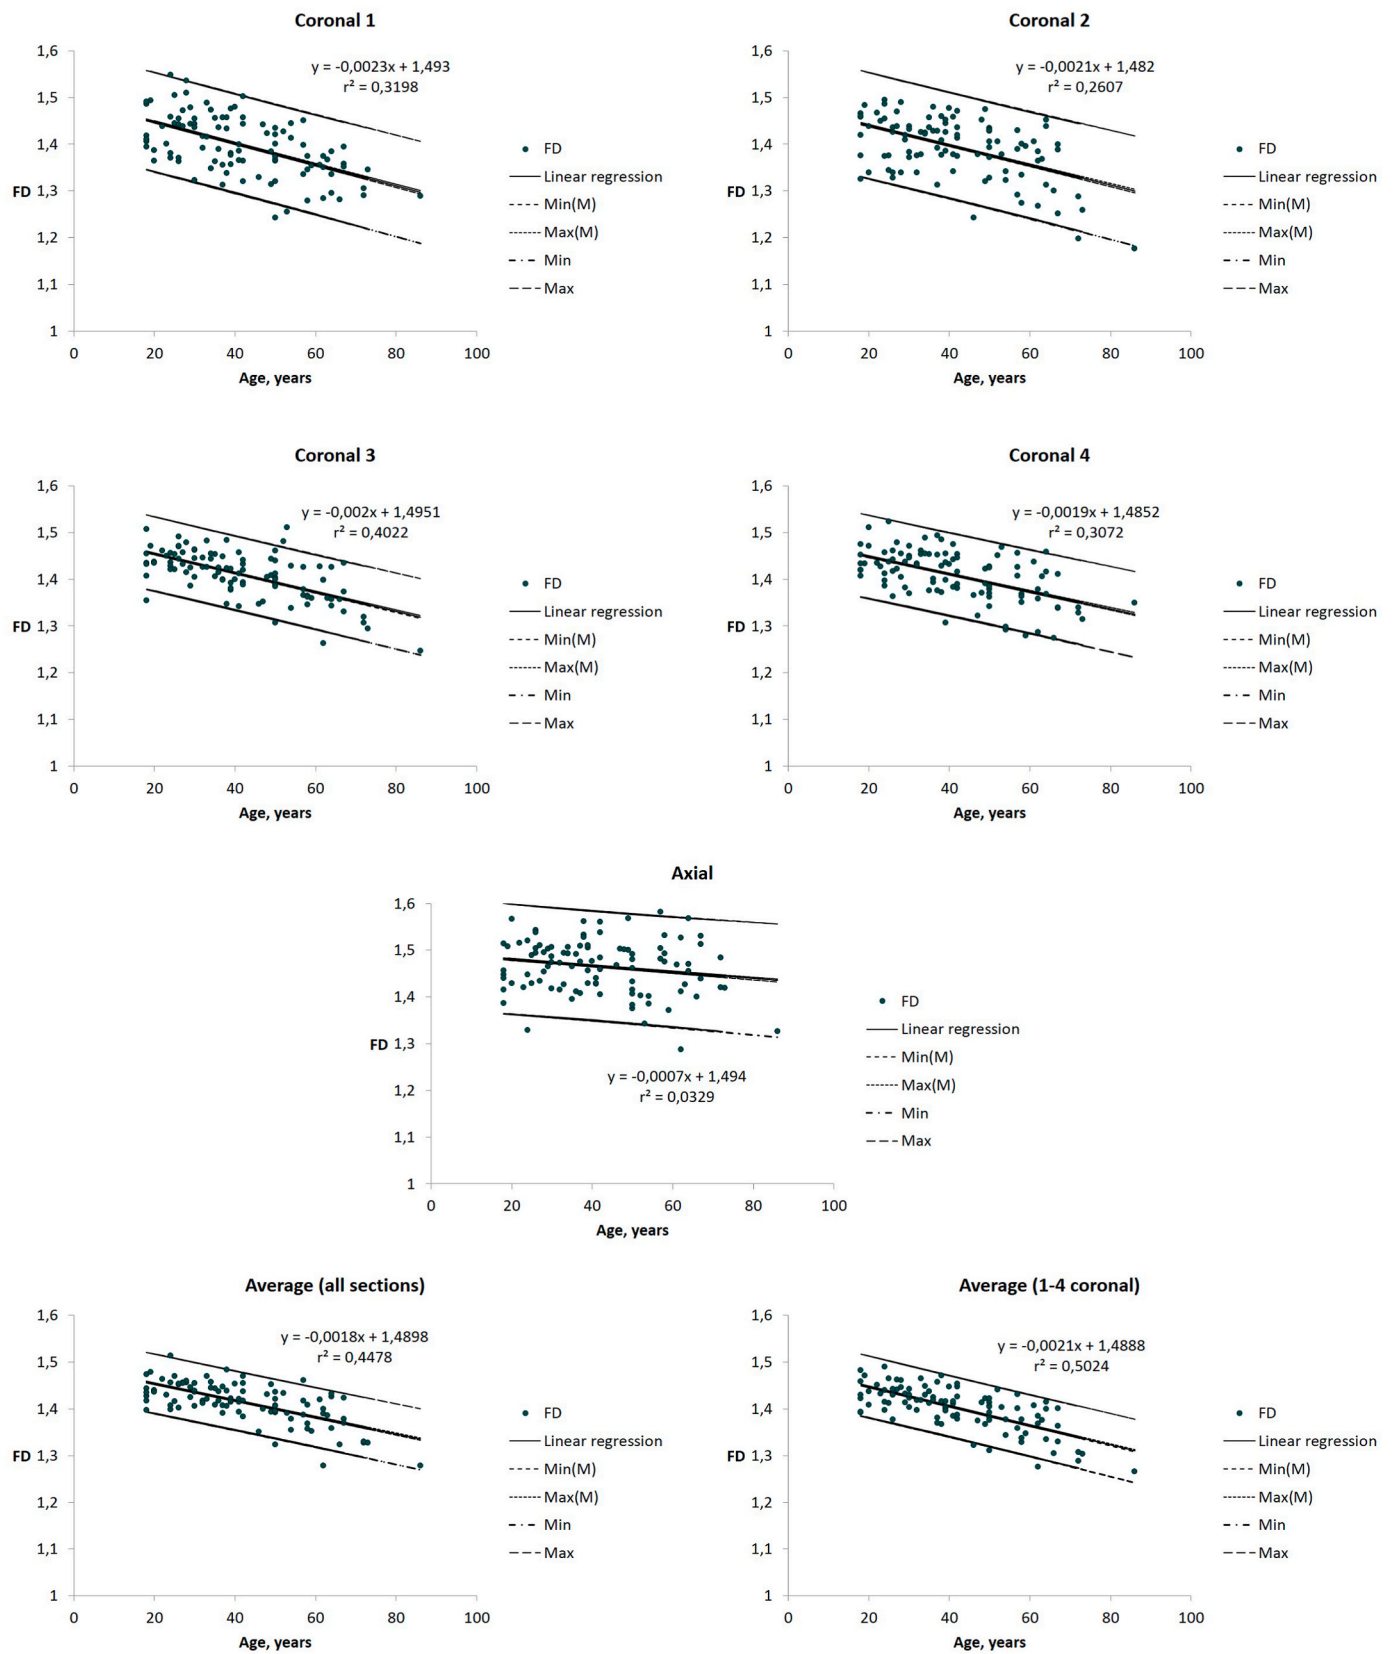 Coronal 1
y = -0,0023x + 1,493
r² = 0,3198
1,6
1,5
1,4
1,3
1,2
1,1
1
FD
0 20 40 60 80 100
Age, years
FD
Linear regression
Min(M)
Max(M)
Min
Max
Coronal 2
y = -0,0021x + 1,482
r² = 0,2607
1,6
1,5
1,4
1,3
1,2
1,1
1
FD
0 20 40 60 80 100
Age, years
FD
Linear regression
Min(M)
Max(M)
Min
Max
Coronal 3
y = -0,002x + 1,4951
r² = 0,4022
1,6
1,5
1,4
1,3
1,2
1,1
1
FD
0 20 40 60 80 100
Age, years
FD
Linear regression
Min(M)
Max(M)
Min
Max
Coronal 4
y = -0,0019x + 1,4852
r² = 0,3072
1,6
1,5
1,4
1,3
1,2
1,1
1
FD
0 20 40 60 80 100
Age, years
FD
Linear regression
Min(M)
Max(M)
Min
Max
Axial
1,6
1,5
1,4
1,3
1,2
1,1
1
FD
y = -0,0007x + 1,494
r² = 0,0329
0 20 40 60 80 100
Age, years
FD
Linear regression
Min(M)
Max(M)
Min
Max
Average (all sections)
y = -0,0018x + 1,4898
r² = 0,4478
1,6
1,5
1,4
1,3
1,2
1,1
1
FD
0 20 40 60 80 100
Age, years
FD
Linear regression
Min(M)
Max(M)
Min
Max
Average (1-4 coronal)
y = -0,0021x + 1,4888
r² = 0,5024
1,6
1,5
1,4
1,3
1,2
1,1
1
FD
0 20 40 60 80 100
Age, years
FD
Linear regression
Min(M)
Max(M)
Min
Max